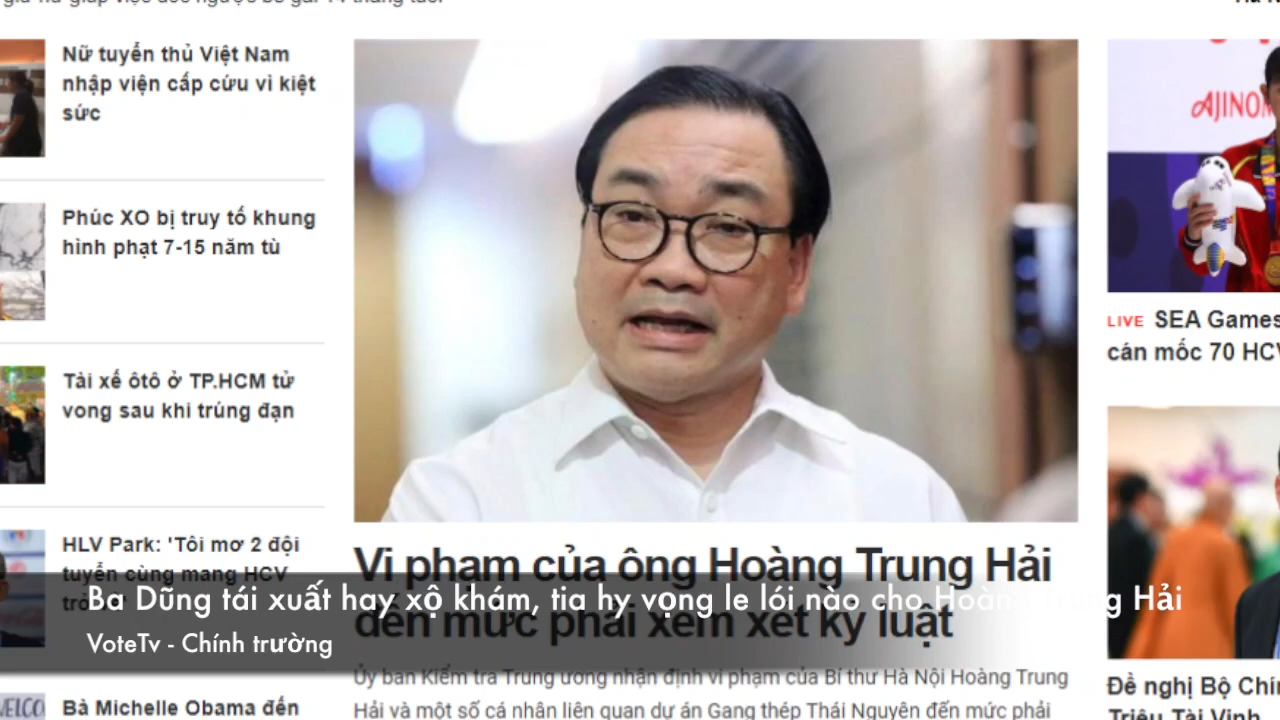 Nữ tuyển thủ Việt Nam
nhập viện cấp cứu vì kiệt
sức
Phúc XO bị truy tố khung
hình phạt 7-15 năm tù
Tài xế ôtô ở TP.HCM tử
vong sau khi trúng đạn
HLV Park: 'Tôi mơ 2 đội
tuyển cùng mang HCV
Bà Michelle Obama đến
Vi phạm của ông Hoàng Trung Hải
đến mức phải xem xét kỷ luật
Ủy ban Kiểm tra Trung ương nhận định vi phạm của Bí thư Hà Nội Hoàng Trung
Hải và một số cá nhân liên quan dự án Gang thép Thái Nguyên đến mức phải
Ba Dũng tái xuất hay xộ khám, tia hy vọng le lói nào cho Hoàng Trung Hải
VoteTv - Chính trường
AJINOM
LIVE SEA Games
cán mốc 70 HCV
Đề nghị Bộ Chín
Triệu Tài Vinh